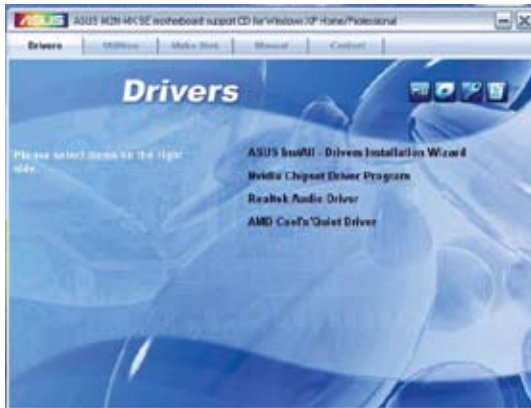 ASUS M2N-MX SE motherboard support CD for Windows XP Home/Professional
Drivers
Utilities
Make Disk
Manual
Contact
Drivers
Please select items on the right
side.
ASUS InstAll - Drivers Installation Wizard
Nvidia Chipset Driver Program
Realtek Audio Driver
AMD Cool'n'Quiet Driver